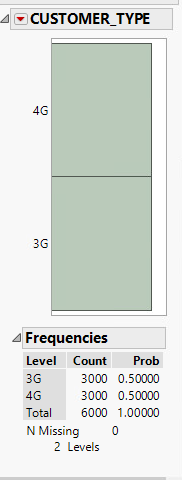 CUSTOMER_TYPE
4G
3G
Frequencies
Level Count Prob
3G 3000 0.50000
4G 3000 0.50000
Total 6000 1.00000
N Missing 0
2 Levels